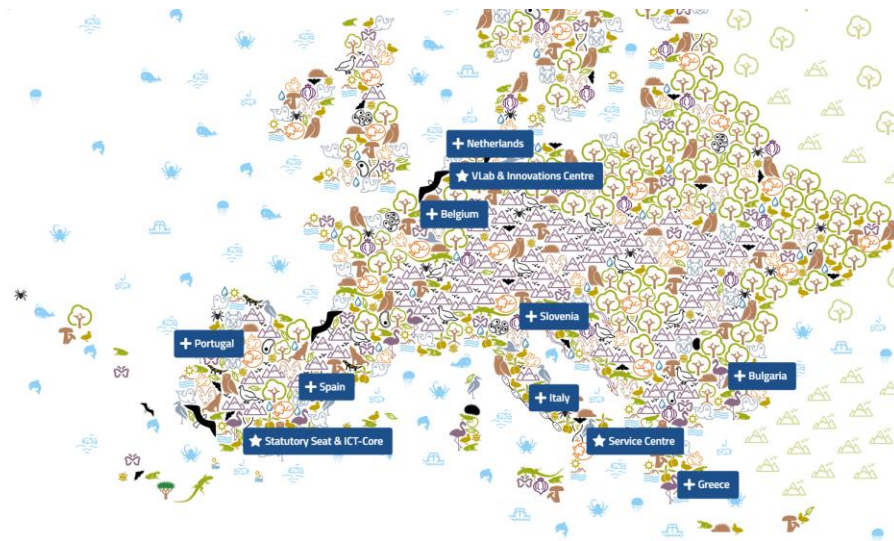 Netherlands
VLab & Innovations Centre
Belgium
Slovenia
Portugal
Bulgaria
Spain
Italy
Statutory Seat & ICT-Core
Service Centre
Greece